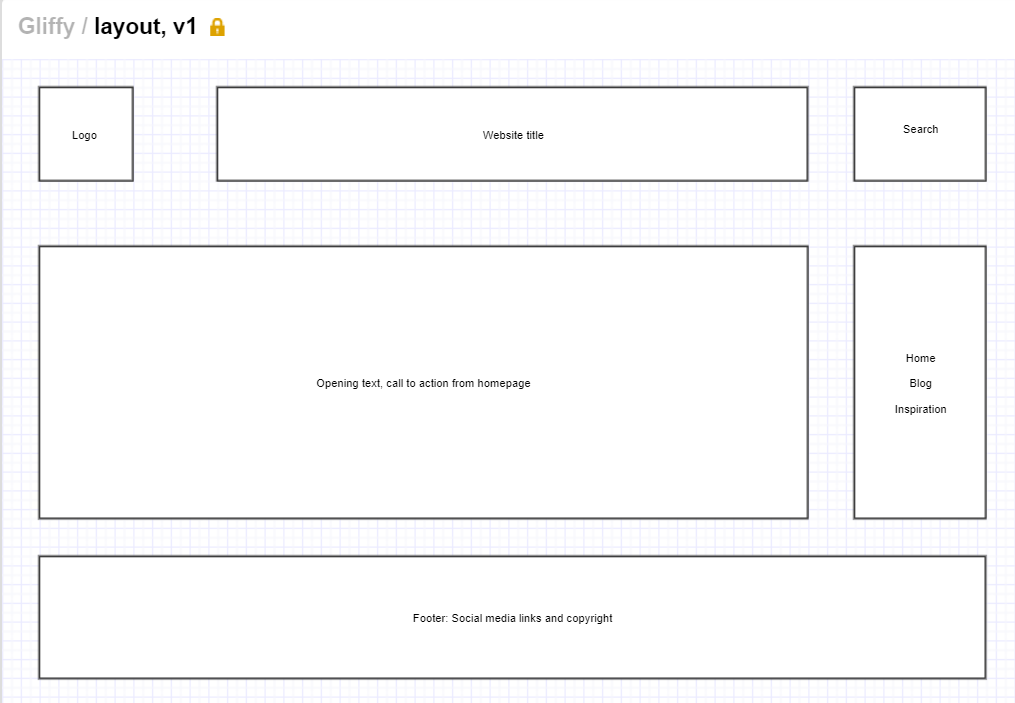 Gliffy / layout, v1
Logo
Website title
Search
Opening text, call to action from homepage
Home
Blog
Inspiration
Footer: Social media links and copyright